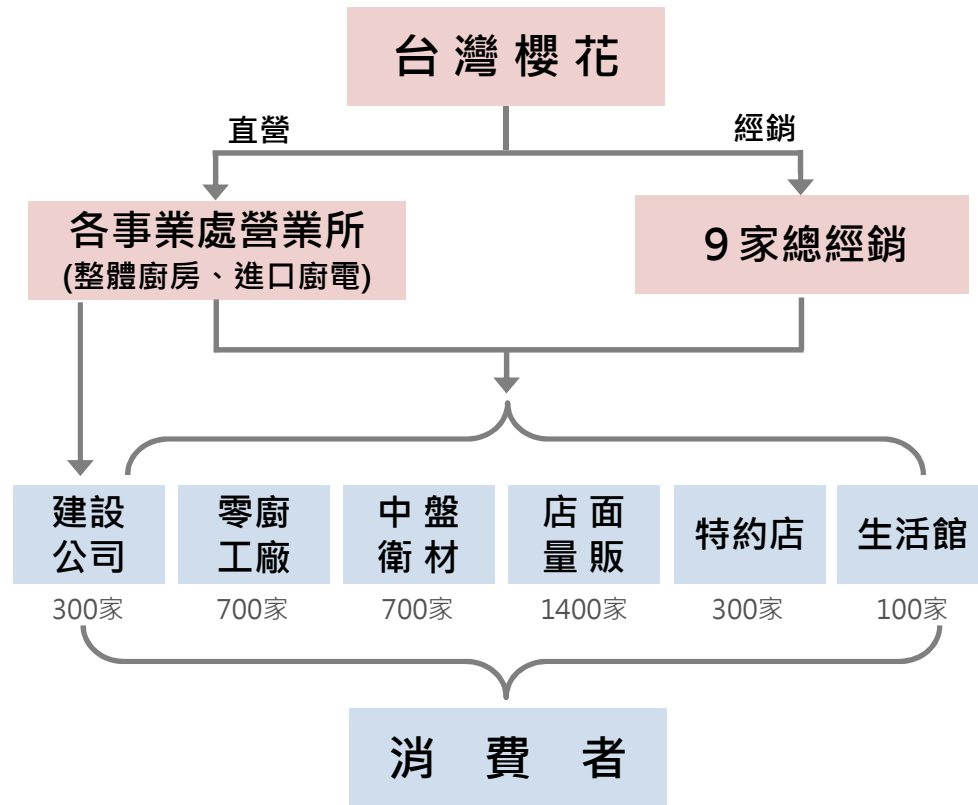 台灣櫻花
直營
經銷
各事業處營業所
(整體廚房、進口廚電)
9家總經銷
建設
公司
300家
零廚
工廠
700家
中盤
衛材
700家
店面
量販
1400家
特約店
300家
生活館
100家
消費者